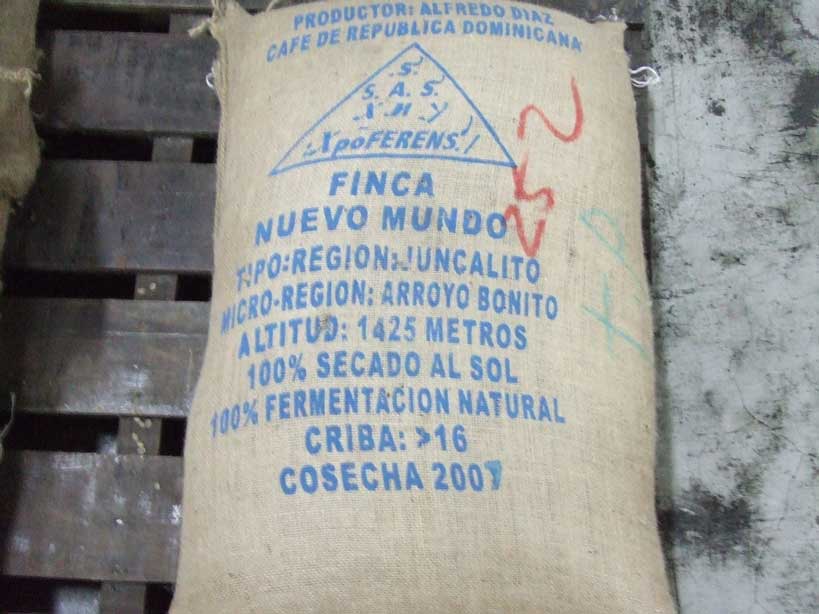 PRODUCTOR: ALFREDO DIAZ
CAFE DE REPUBLICA DOMINICANA
.S.
S. A. S.
X M Y
XpoFERENS./
FINCA
NUEVO MUNDO
TIPO:REGION:JUNCALITO
MICRO-REGION: ARROYO BONITO
ALTITUD: 1425 METROS
100% SECADO AL SOL
100% FERMENTACION NATURAL
CRIBA: >16
COSECHA 2007
252